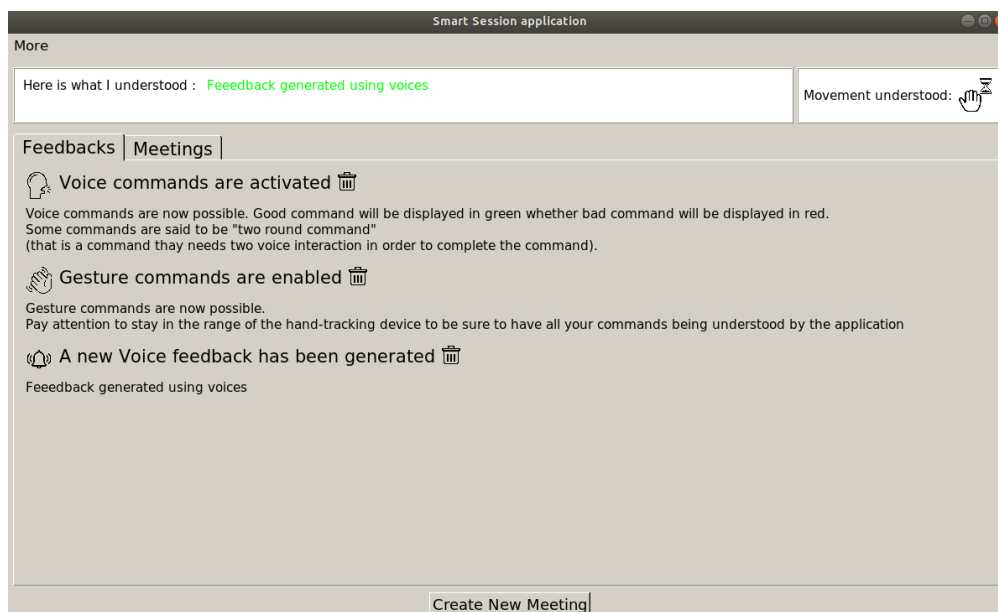 Smart Session application
More
Here is what I understood : Feeedback generated using voices
Movement understood:
Feedbacks
Meetings
Voice commands are activated
Voice commands are now possible. Good command will be displayed in green whether bad command will be displayed in red.
Some commands are said to be "two round command"
(that is a command thay needs two voice interaction in order to complete the command).
Gesture commands are enabled
Gesture commands are now possible.
Pay attention to stay in the range of the hand-tracking device to be sure to have all your commands being understood by the application
A new Voice feedback has been generated
Feeedback generated using voices
Create New Meeting